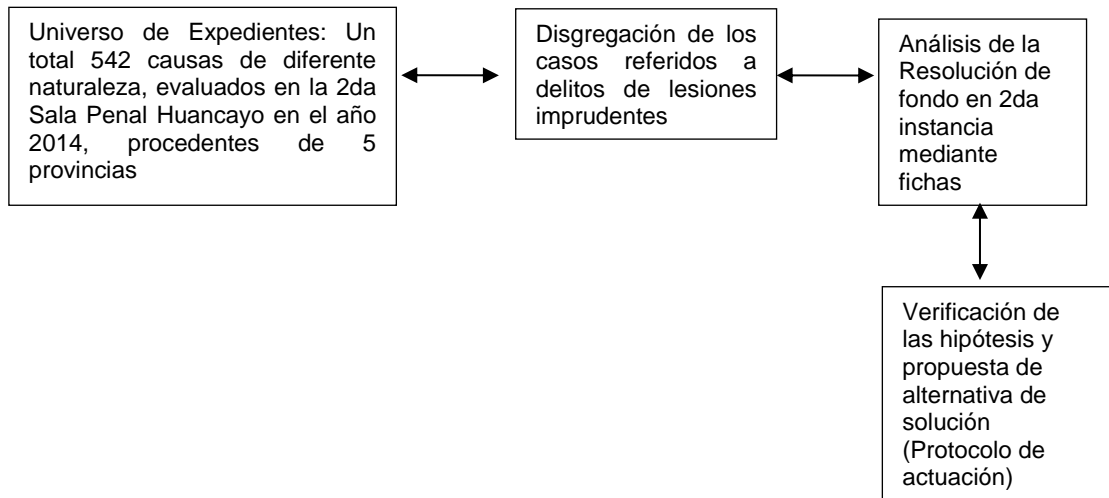 Universo de Expedientes: Un
total 542 causas de diferente
naturaleza, evaluados en la 2da
Sala Penal Huancayo en el año
2014, procedentes de 5
provincias
Disgregación de los
casos referidos a
delitos de lesiones
imprudentes
Análisis de la
Resolución de
fondo en 2da
instancia
mediante
fichas
Verificación de
las hipótesis y
propuesta de
alternativa de
solución
(Protocolo de
actuación)